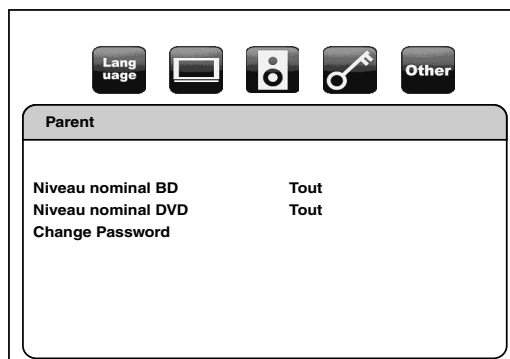 Lang
uage
Other
Parent
Niveau nominal BD Tout
Niveau nominal DVD Tout
Change Password